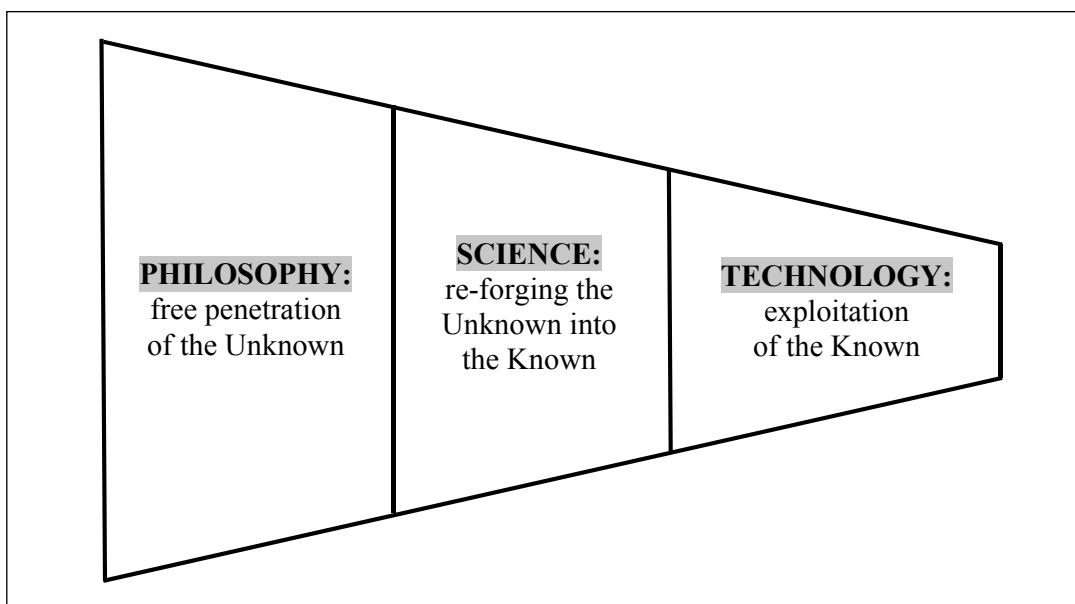 PHILOSOPHY:
free penetration
of the Unknown
SCIENCE:
re-forging the
Unknown into
the Known
TECHNOLOGY:
exploitation
of the Known